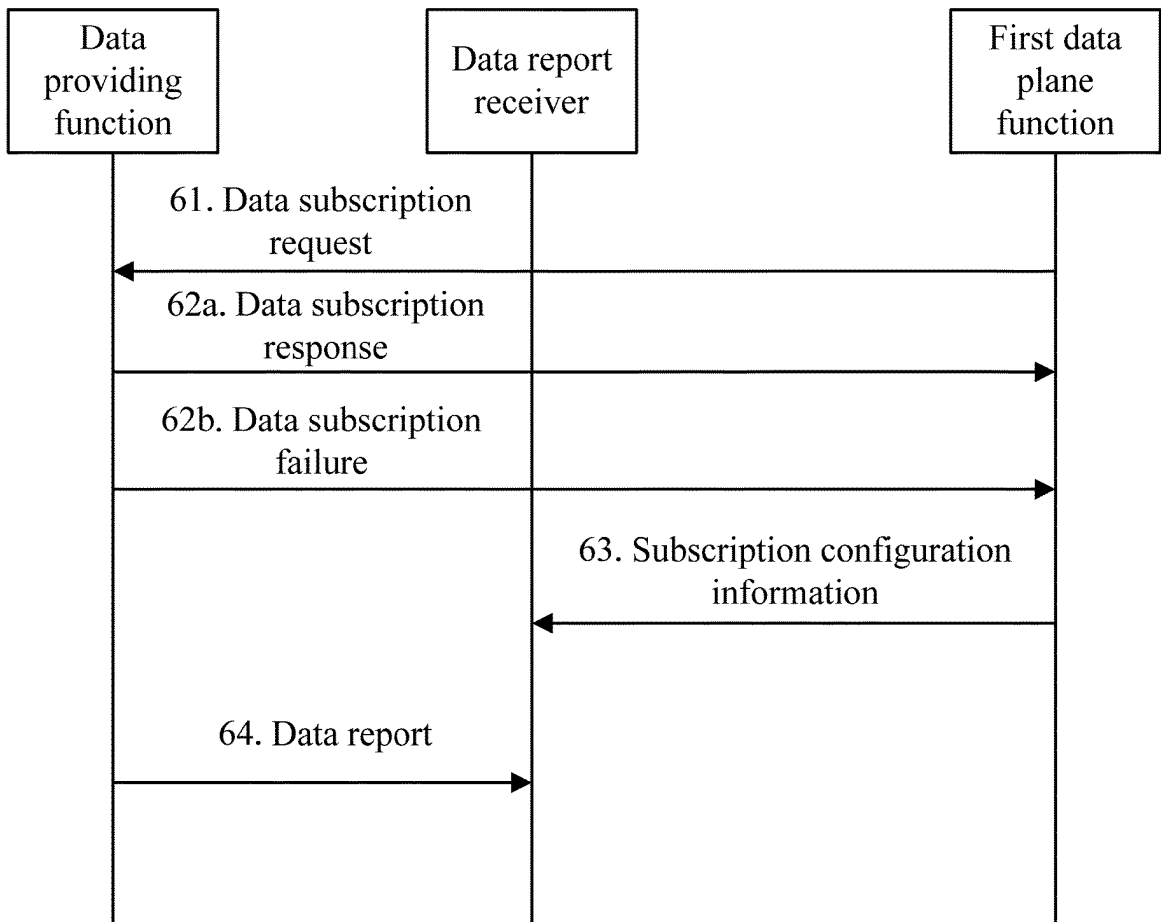 Data
providing
function
Data report
receiver
First data
plane
function
61. Data subscription
request
62a. Data subscription
response
62b. Data subscription
failure
63. Subscription configuration
information
64. Data report